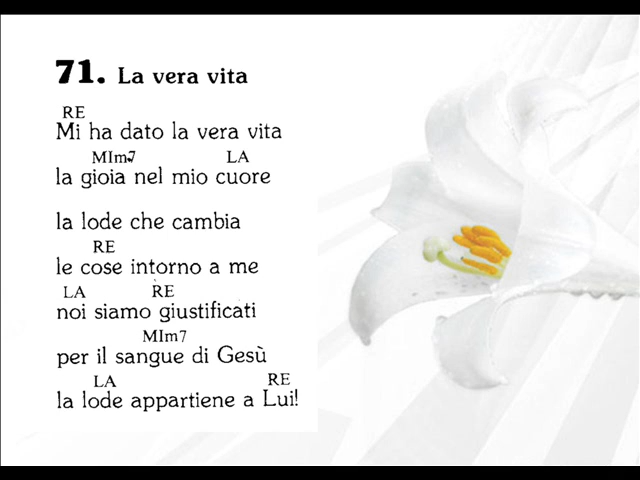 71. La vera vita
RE
Mi ha dato la vera vita
MIm7 LA
la gioia nel mio cuore
la lode che cambia
RE
le cose intorno a me
LA RE
noi siamo giustificati
MIm7
per il sangue di Gesù
LA RE
la lode appartiene a Lui!